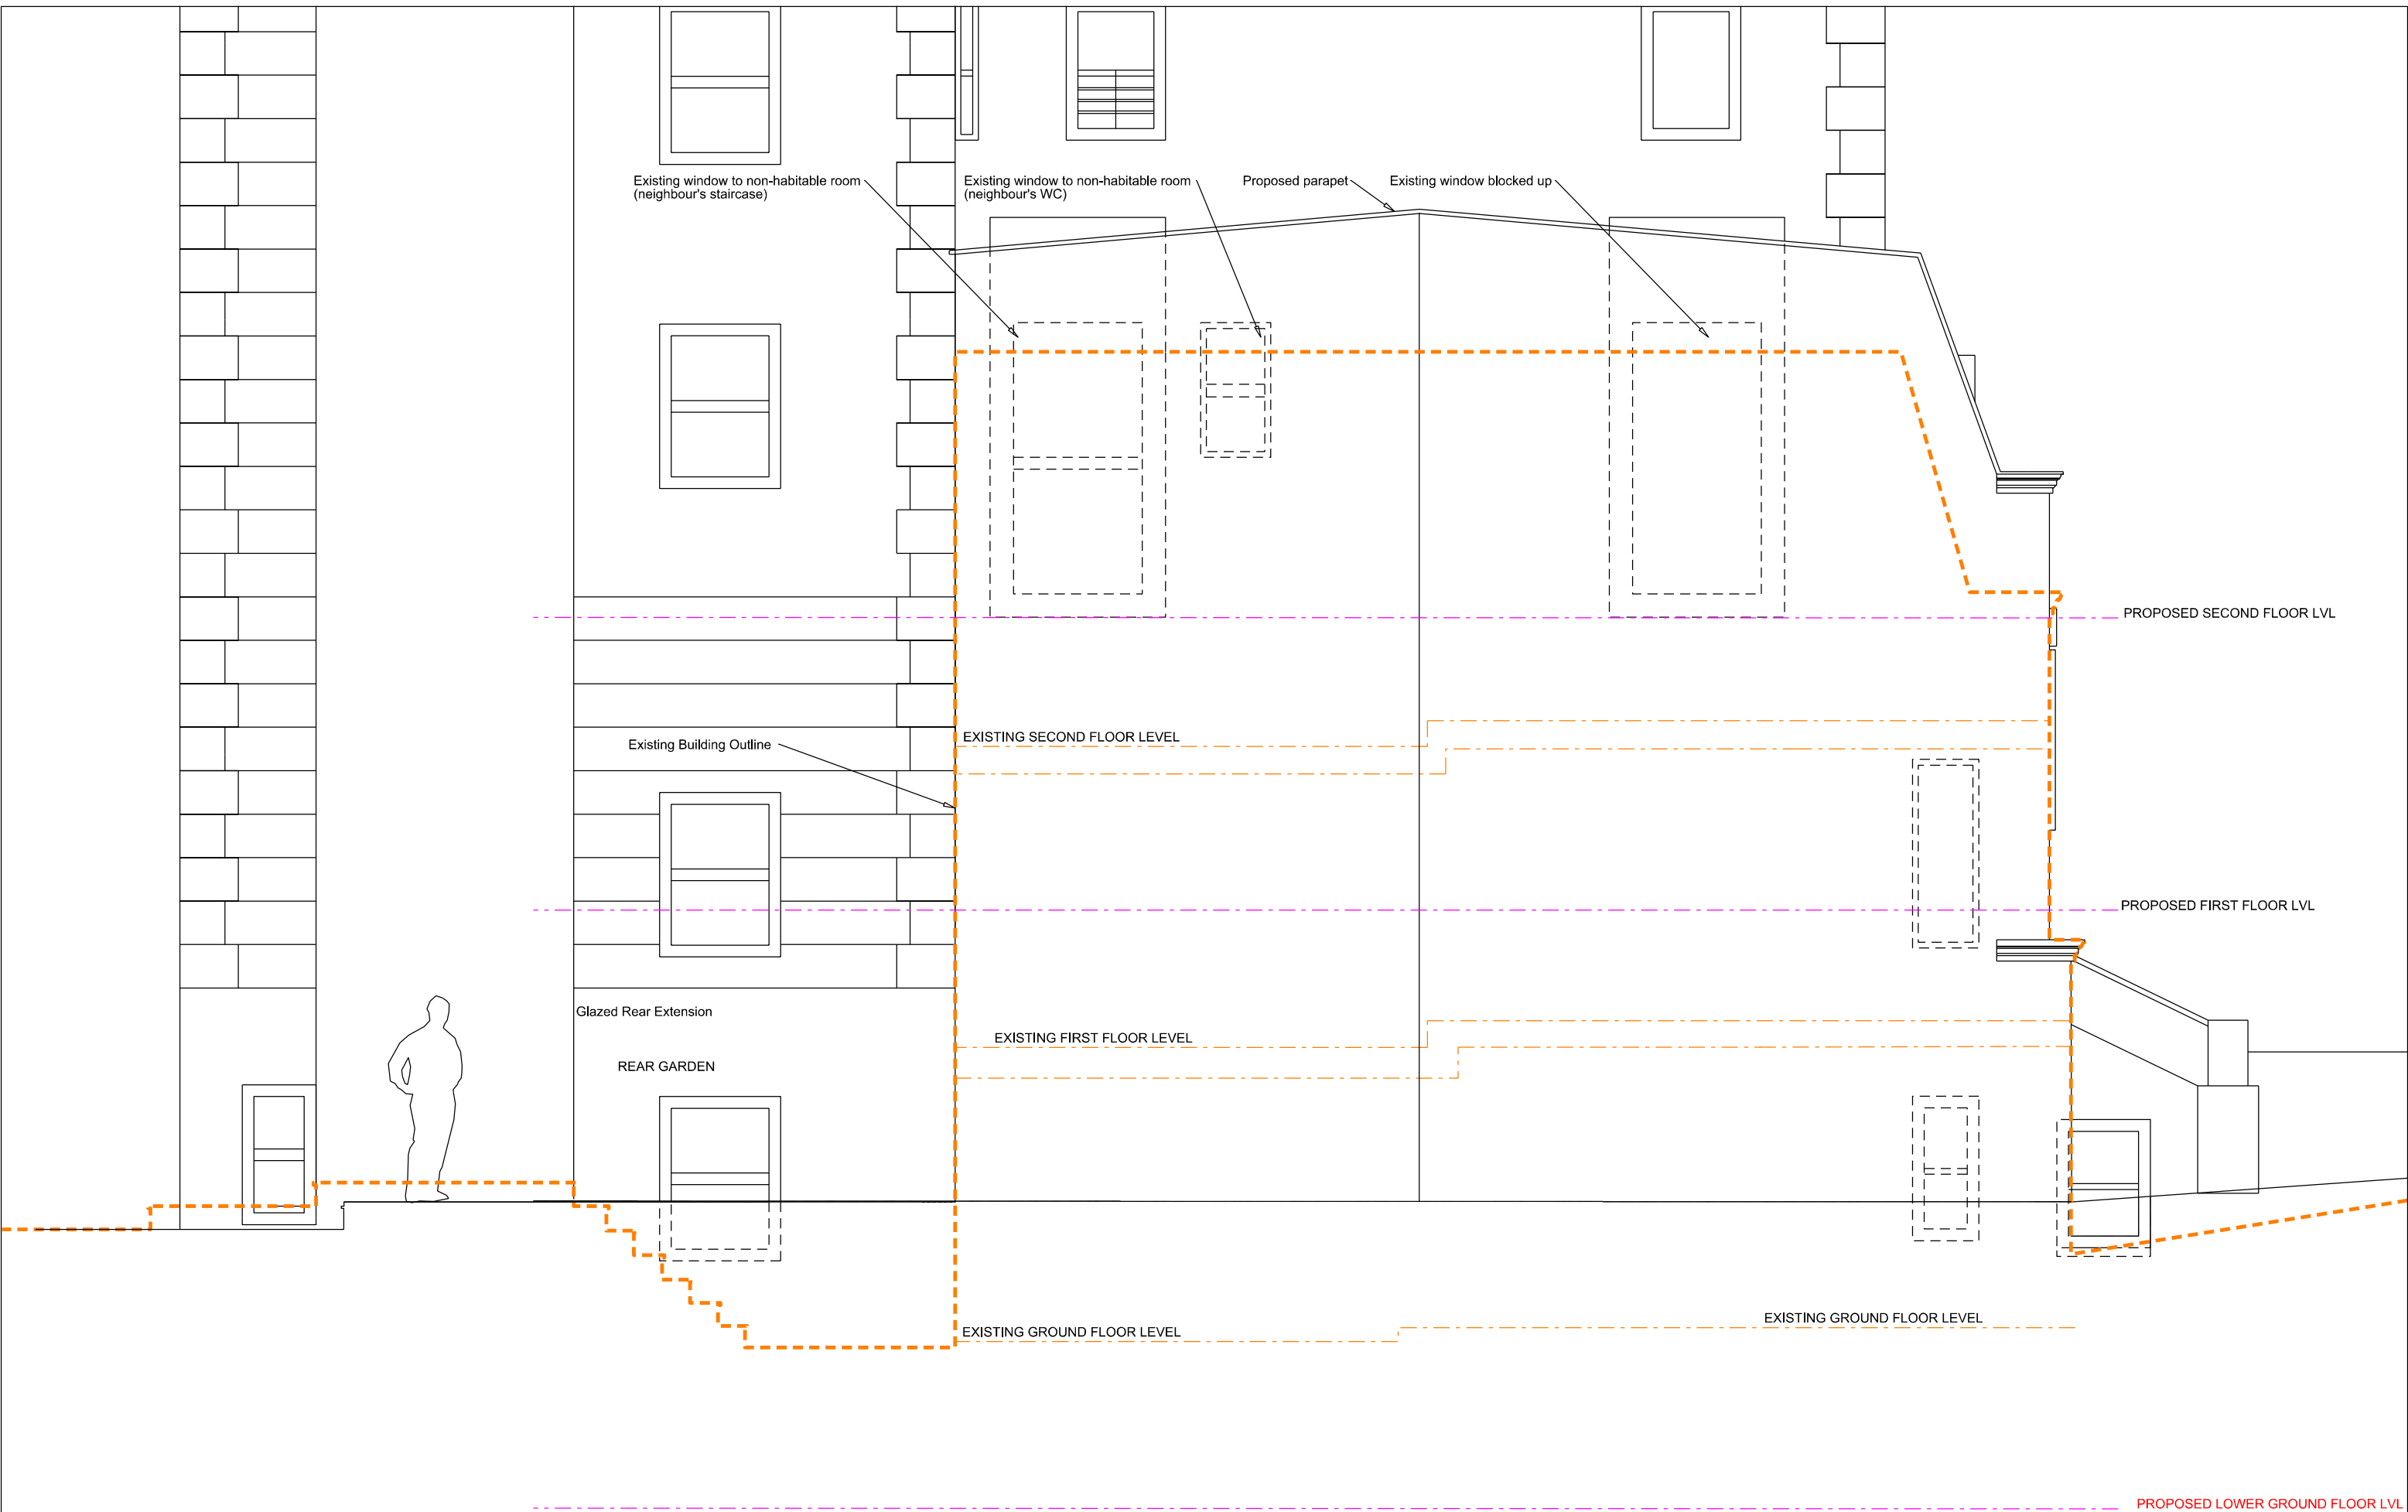 Existing window to non-habitable room
(neighbour's staircase)
Existing window to non-habitable room
(neighbour's WC)
Proposed parapet
Existing window blocked up
PROPOSED SECOND FLOOR LVL
EXISTING SECOND FLOOR LEVEL
Existing Building Outline
PROPOSED FIRST FLOOR LVL
Glazed Rear Extension
EXISTING FIRST FLOOR LEVEL
REAR GARDEN
EXISTING GROUND FLOOR LEVEL
EXISTING GROUND FLOOR LEVEL
PROPOSED LOWER GROUND FLOOR LVL